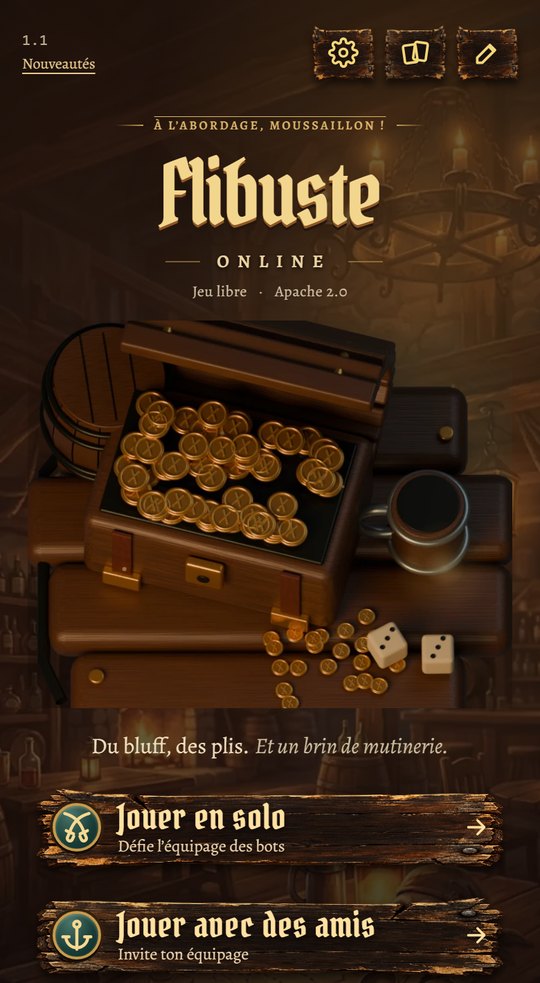 1.1
Nouveautés
À L'ABORDAGE, MOUSSAILLON !
Flibuste
ONLINE
Jeu libre · Apache 2.0
Du bluff, des plis. Et un brin de mutinerie.
Jouer en solo
Défie l'équipage des bots
Jouer avec des amis
Invite ton équipage